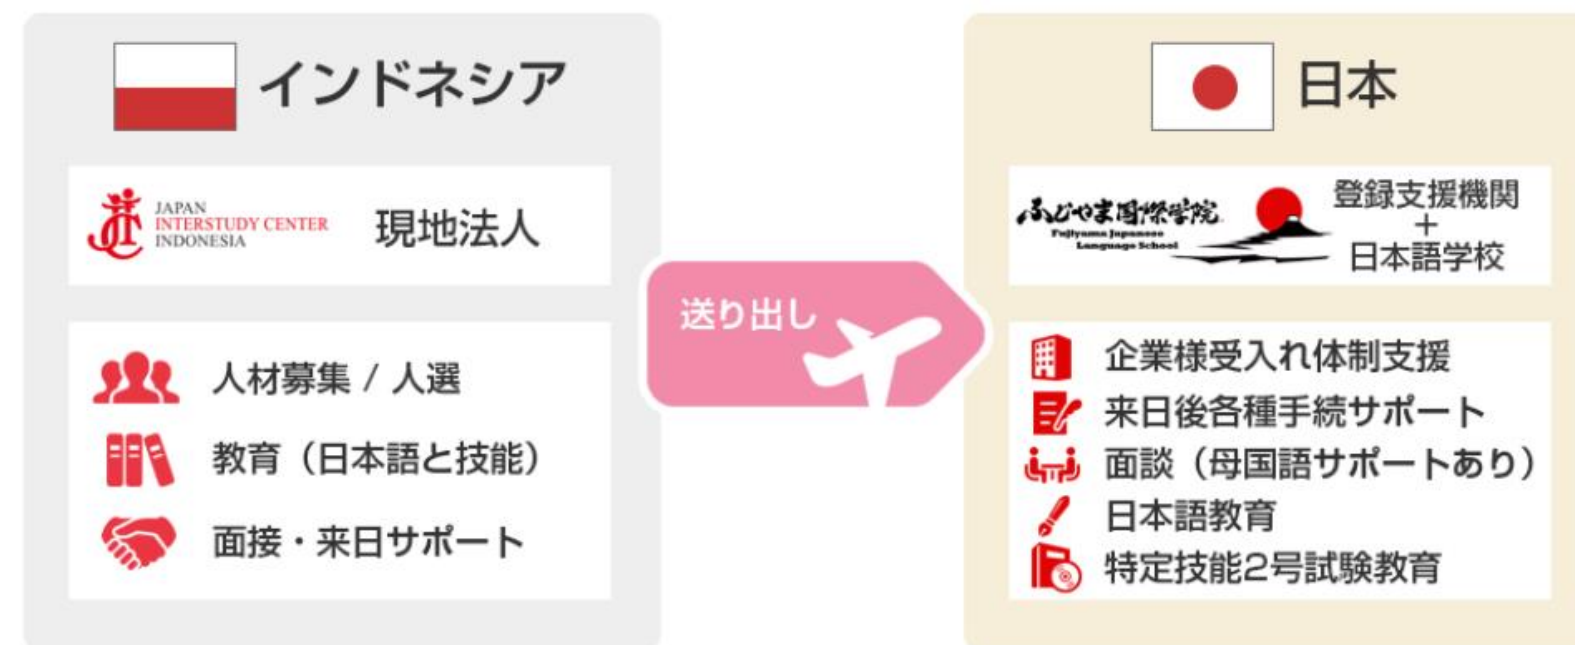 インドネシア
JAPAN
INTERSTUDY CENTER
INDONESIA
現地法人
人材募集 / 人選
教育（日本語と技能）
面接・来日サポート
送り出し
日本
ふじやま国際学院
Fujiyama Japanese
Language School
登録支援機関
＋
日本語学校
企業様受入れ体制支援
来日後各種手続サポート
面談（母国語サポートあり）
日本語教育
特定技能2号試験教育